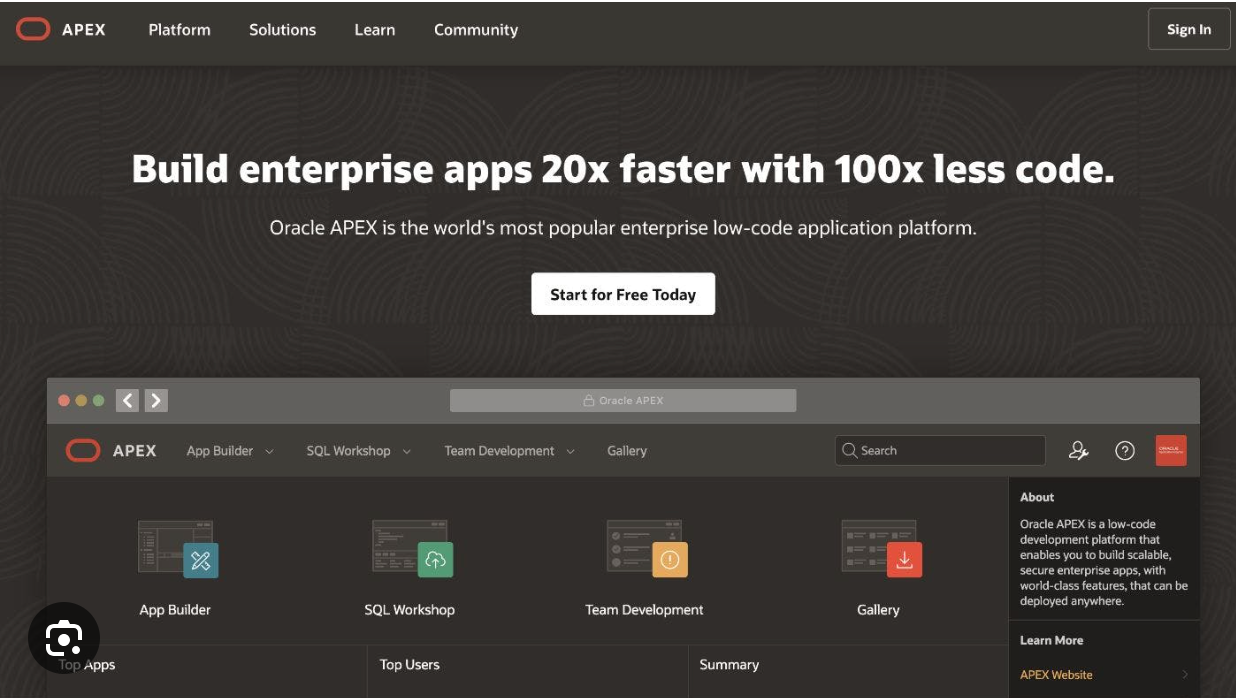 APEX Platform Solutions Learn Community Sign In
Build enterprise apps 20x faster with 100x less code.
Oracle APEX is the world's most popular enterprise low-code application platform.
Start for Free Today
Oracle APEX
APEX App Builder SQL Workshop Team Development Gallery Search
App Builder SQL Workshop Team Development Gallery
Top Apps Top Users Summary
About
Oracle APEX is a low-code
development platform that
enables you to build scalable,
secure enterprise apps, with
world-class features, that can be
deployed anywhere.
Learn More
APEX Website